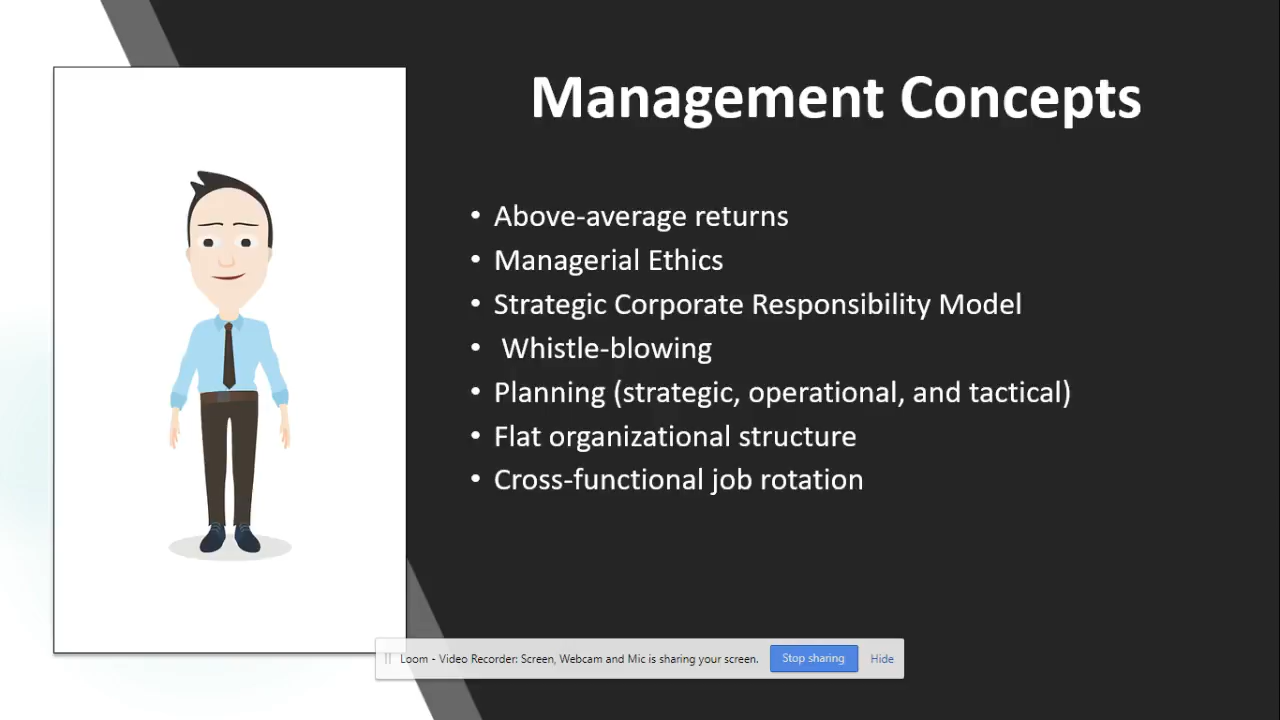 Management Concepts
• Above-average returns
• Managerial Ethics
• Strategic Corporate Responsibility Model
• Whistle-blowing
• Planning (strategic, operational, and tactical)
• Flat organizational structure
• Cross-functional job rotation
Loom - Video Recorder: Screen, Webcam and Mic is sharing your screen. Stop sharing Hide